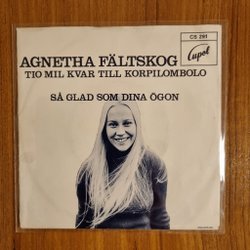 CS 291
Cupol
AGNETHA FÄLTSKOG
TIO MIL KVAR TILL KORPILOMBOLO
SÅ GLAD SOM DINA ÖGON